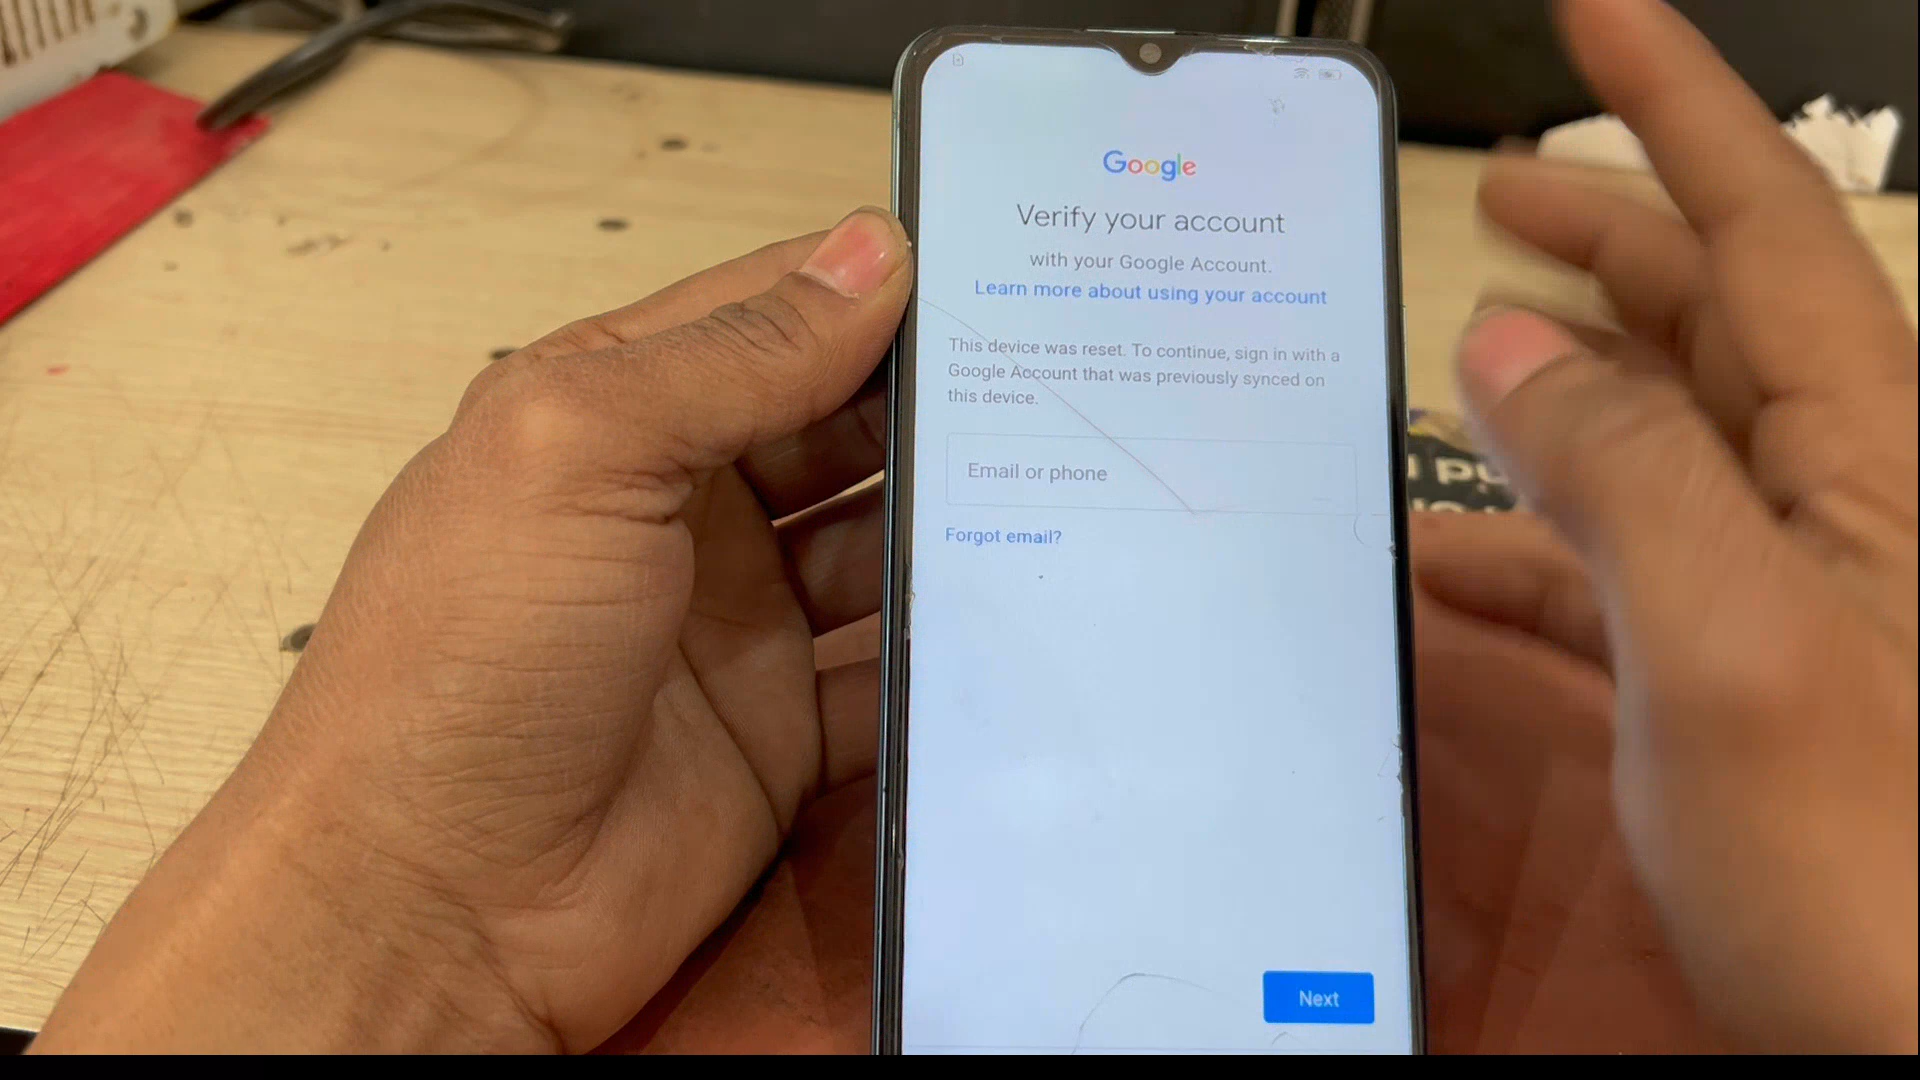 Google
Verify your account
with your Google Account.
Learn more about using your account
This device was reset. To continue, sign in with a
Google Account that was previously synced on
this device.
Email or phone
Forgot email?
Next